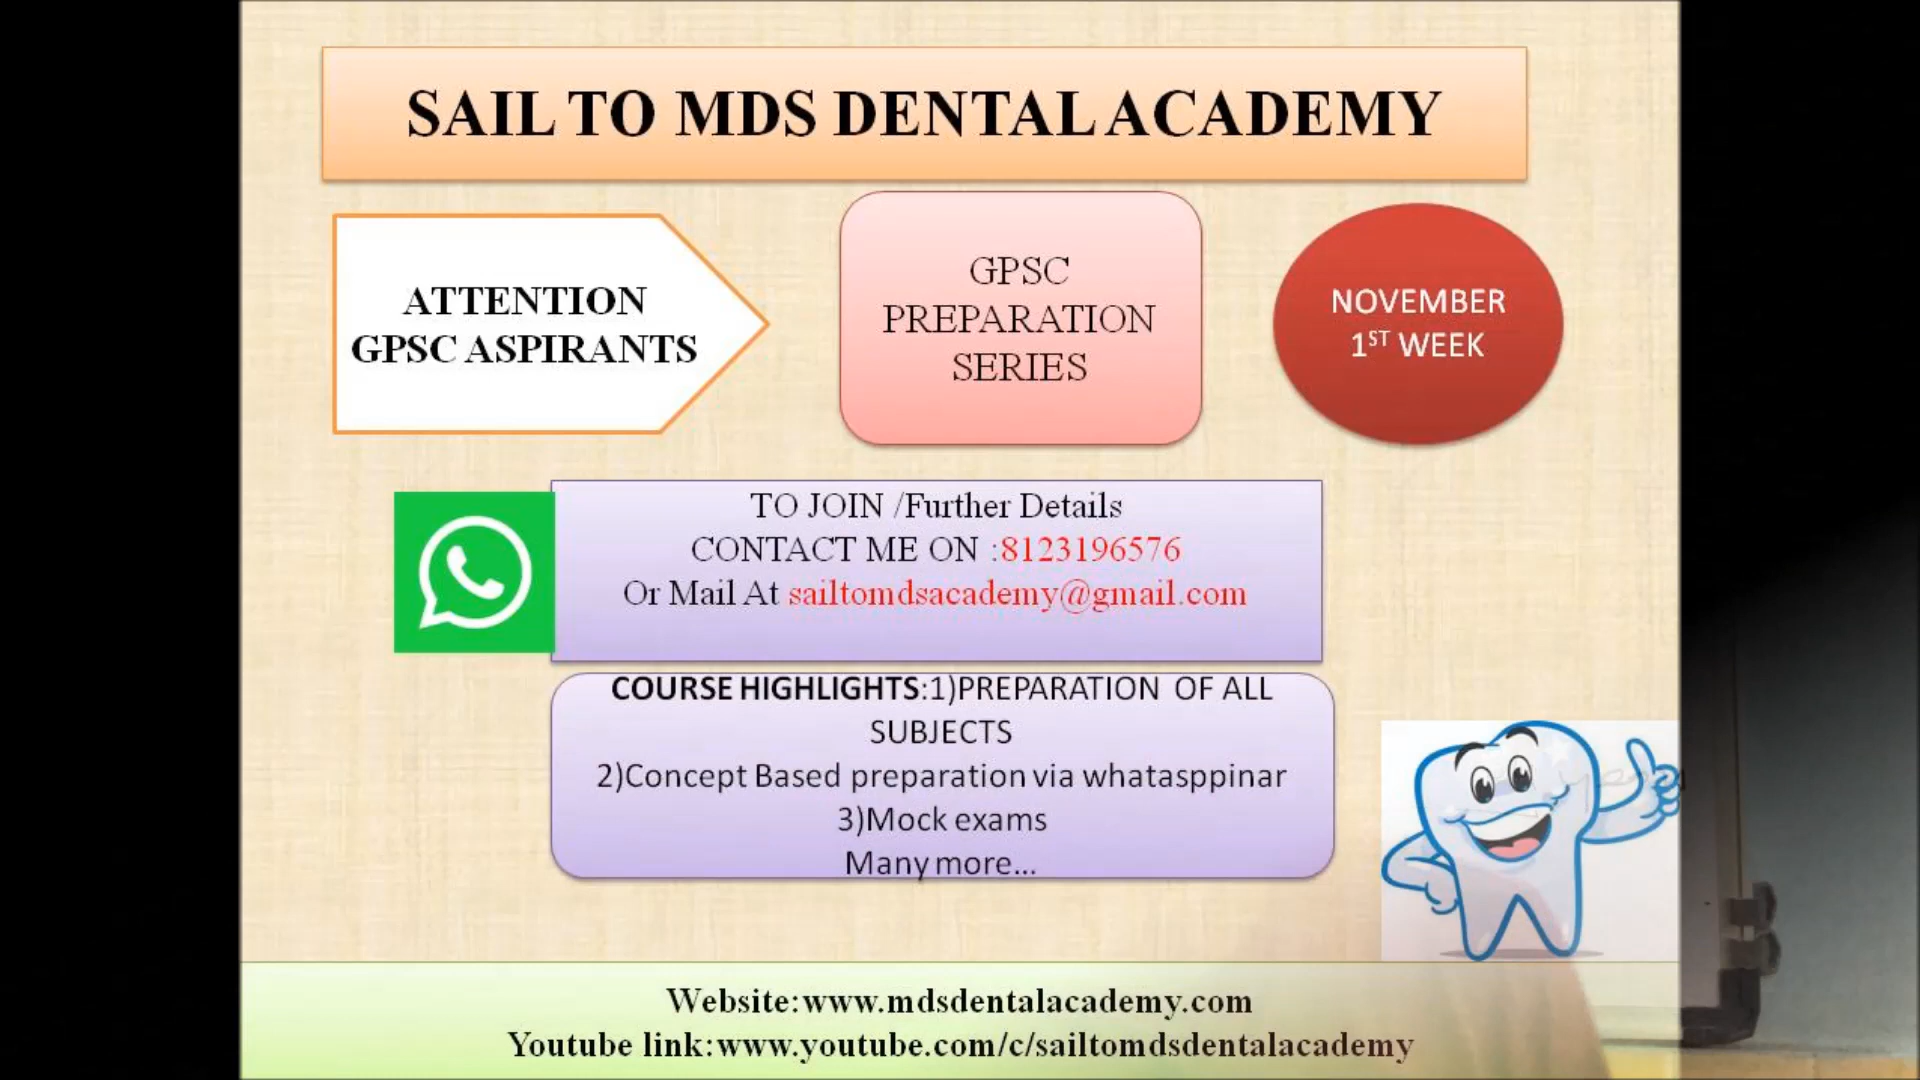 SAIL TO MDS DENTAL ACADEMY
ATTENTION
GPSC ASPIRANTS
GPSC
PREPARATION
SERIES
NOVEMBER
1ST WEEK
TO JOIN /Further Details
CONTACT ME ON :8123196576
Or Mail At sailtomdsacademy@gmail.com
COURSE HIGHLIGHTS:1)PREPARATION OF ALL
SUBJECTS
2)Concept Based preparation via whatasppinar
3)Mock exams
Many more...
Website:www.mdsdentalacademy.com
Youtube link:www.youtube.com/c/sailtomdsdentalacademy